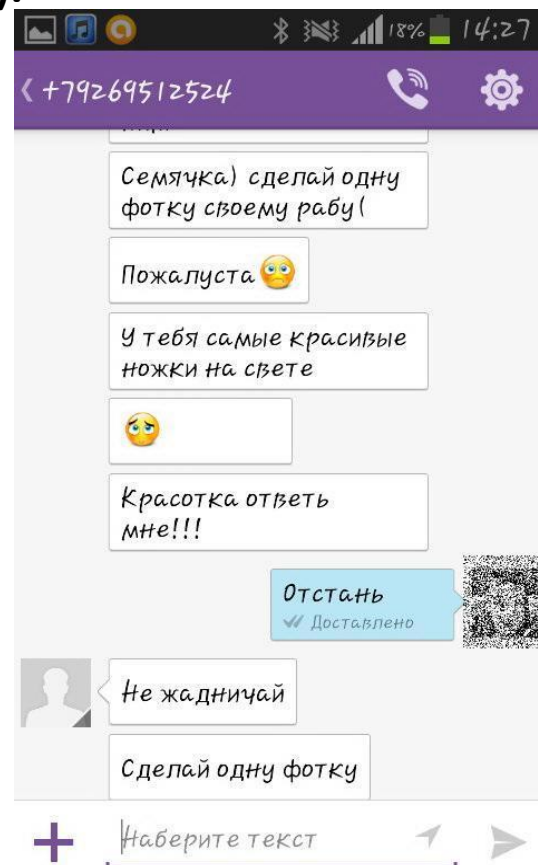 18% 14:27
+79269512524
Семячка) сделай одну
фотку своему рабу(
Пожалуста
У тебя самые красивые
ножки на свете
Красотка ответь
мне!!!
Отстань
Доставлено
Не жадничай
Сделай одну фотку
Наберите текст